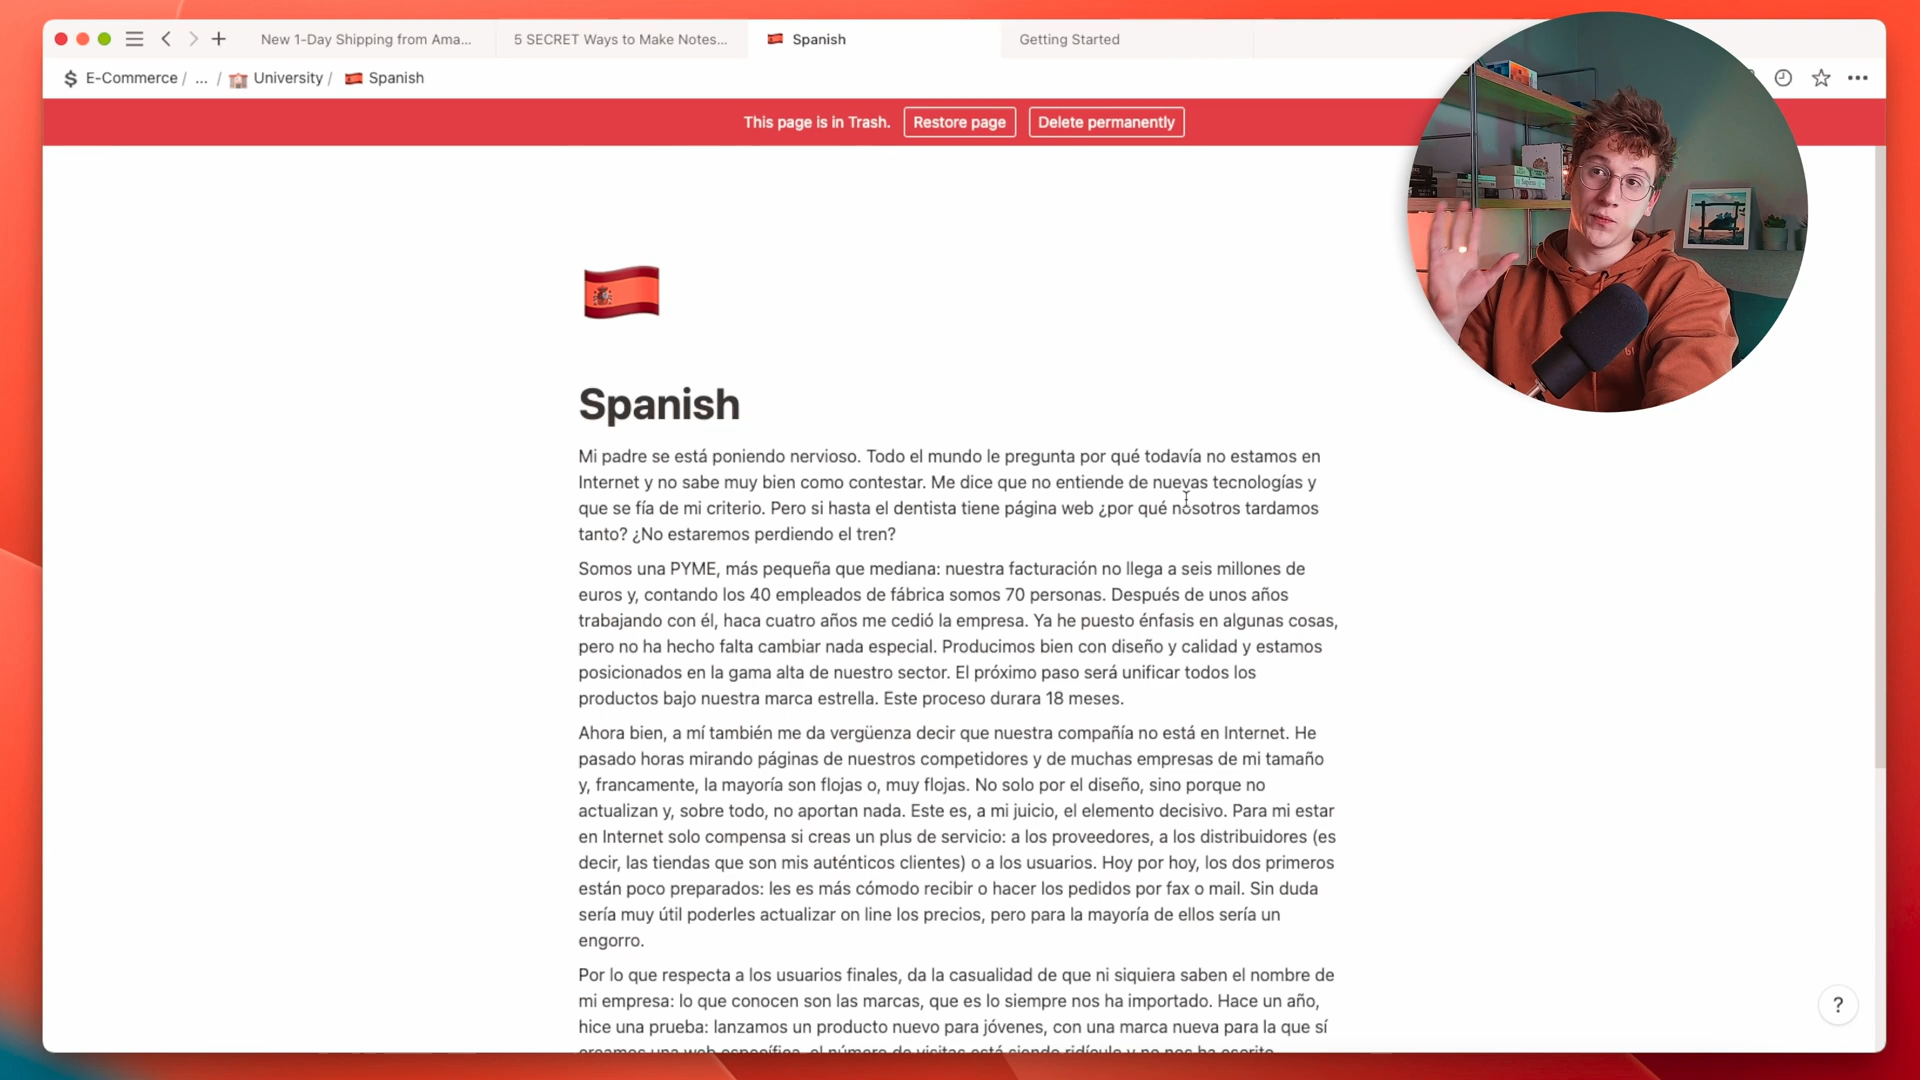 New 1-Day Shipping from Ama...
5 SECRET Ways to Make Notes...
Spanish
Getting Started
E-Commerce / ... / University / Spanish
This page is in Trash. Restore page Delete permanently
Spanish
Mi padre se está poniendo nervioso. Todo el mundo le pregunta por qué todavía no estamos en
Internet y no sabe muy bien como contestar. Me dice que no entiende de nuevas tecnologías y
que se fía de mi criterio. Pero si hasta el dentista tiene página web ¿por qué nosotros tardamos
tanto? ¿No estaremos perdiendo el tren?
Somos una PYME, más pequeña que mediana: nuestra facturación no llega a seis millones de
euros y, contando los 40 empleados de fábrica somos 70 personas. Después de unos años
trabajando con él, haca cuatro años me cedió la empresa. Ya he puesto énfasis en algunas cosas,
pero no ha hecho falta cambiar nada especial. Producimos bien con diseño y calidad y estamos
posicionados en la gama alta de nuestro sector. El próximo paso será unificar todos los
productos bajo nuestra marca estrella. Este proceso durara 18 meses.
Ahora bien, a mí también me da vergüenza decir que nuestra compañía no está en Internet. He
pasado horas mirando páginas de nuestros competidores y de muchas empresas de mi tamaño
y, francamente, la mayoría son flojas o, muy flojas. No solo por el diseño, sino porque no
actualizan y, sobre todo, no aportan nada. Este es, a mi juicio, el elemento decisivo. Para mi estar
en Internet solo compensa si creas un plus de servicio: a los proveedores, a los distribuidores (es
decir, las tiendas que son mis auténticos clientes) o a los usuarios. Hoy por hoy, los dos primeros
están poco preparados: les es más cómodo recibir o hacer los pedidos por fax o mail. Sin duda
sería muy útil poderles actualizar on line los precios, pero para la mayoría de ellos sería un
engorro.
Por lo que respecta a los usuarios finales, da la casualidad de que ni siquiera saben el nombre de
mi empresa: lo que conocen son las marcas, que es lo siempre nos ha importado. Hace un año,
hice una prueba: lanzamos un producto nuevo para jóvenes, con una marca nueva para la que sí
creamos una web específica, el número de visitas está siendo ridículo y no nos ha escrito
?